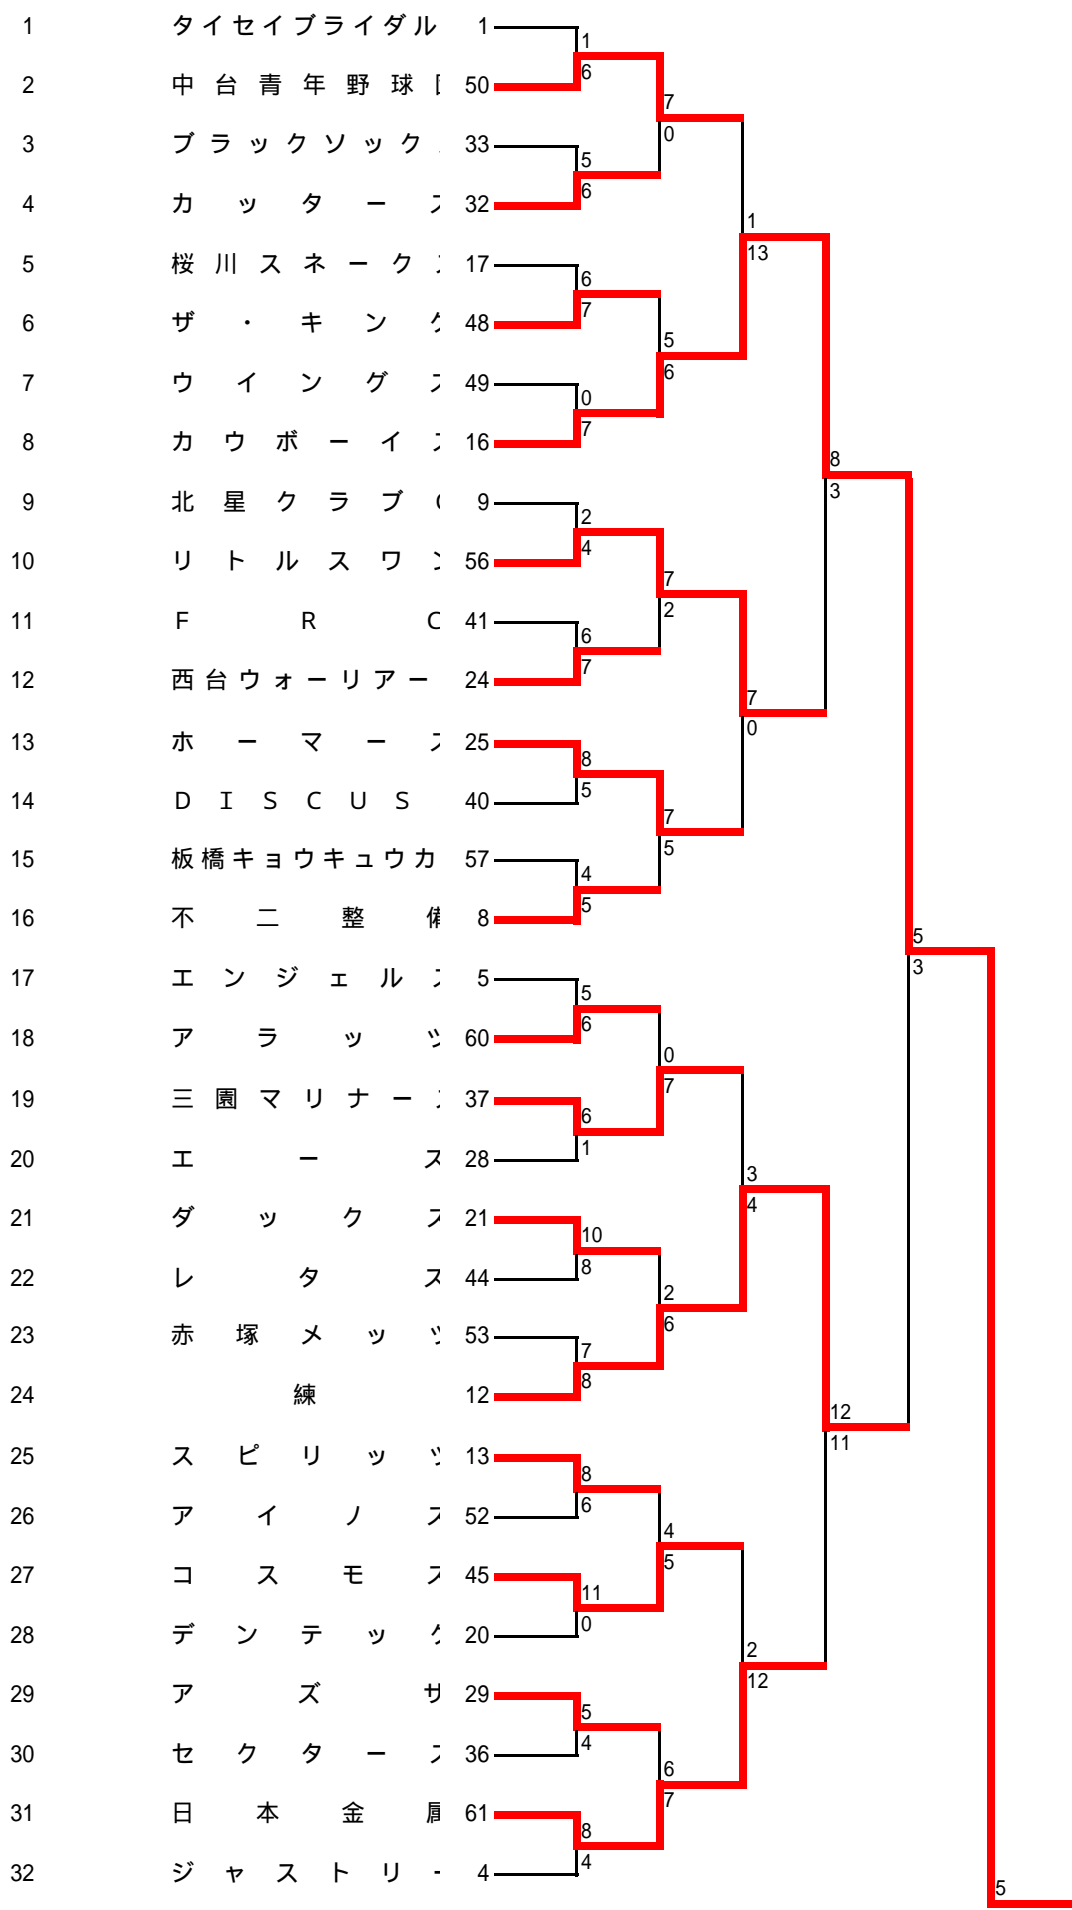 1 タイセイブライダル 1
1
6
2 中台青年野球 50
7
0
3 ブラックソック 33
5
6
4 カッター 32
1
13
5 桜川スネーク 17
6
7
6 ザ・キン 48
5
6
7 ウイング 49
0
7
8 カウボーイ 16
8
3
9 北星クラブ 9
2
4
10 リトルスワ 56
7
2
11 FRC 41
6
7
12 西台ウォーリアー 24
7
0
13 ホーマー 25
8
5
14 DISCUS 40
7
5
15 板橋キョウキュウカ 57
4
5
16 不二整備 8
5
3
17 エンジェル 5
5
6
18 アラッツ 60
0
7
19 三園マリナー 37
6
1
20 エース 28
3
4
21 ダックス 21
10
8
22 レタス 44
2
6
23 赤塚メッツ 53
7
8
24 練 12
12
11
25 スピリッツ 13
8
6
26 アイノ 52
4
5
27 コスモ 45
11
0
28 デンテッ 20
2
12
29 アズサ 29
5
4
30 セクター 36
6
7
31 日本金属 61
8
4
32 ジャストリ 4
5